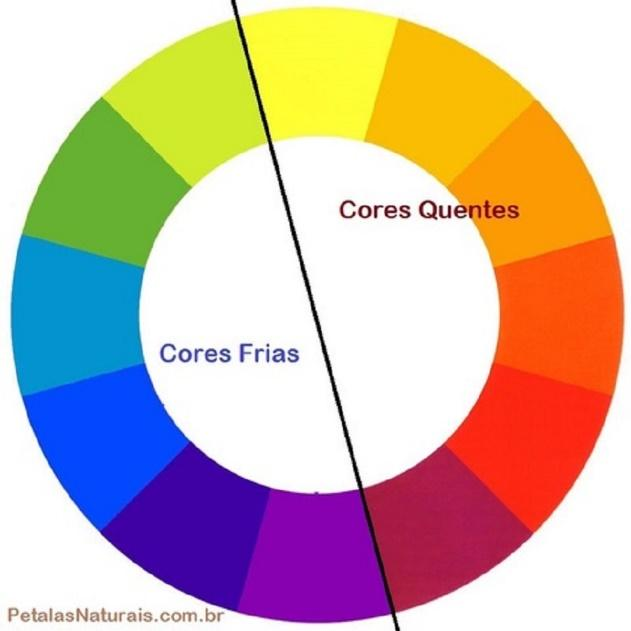 Cores Quentes
Cores Frias
PetalasNaturais.com.br